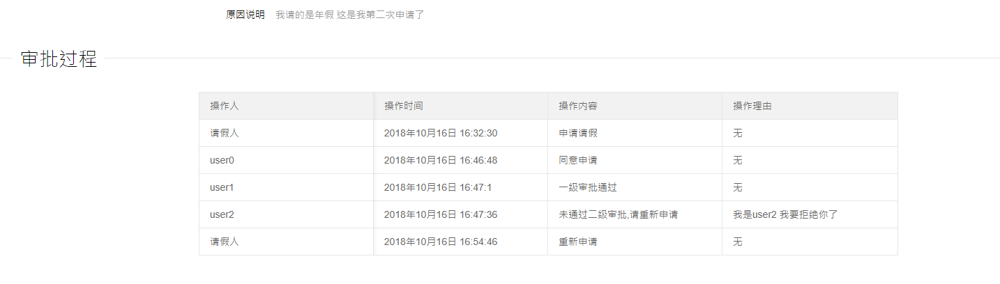 原因说明 我请的是年假 这是我第二次申请了
审批过程
操作人 操作时间 操作内容 操作理由
请假人 2018年10月16日 16:32:30 申请请假 无
user0 2018年10月16日 16:46:48 同意申请 无
user1 2018年10月16日 16:47:1 一级审批通过 无
user2 2018年10月16日 16:47:36 未通过二级审批,请重新申请 我是user2 我要拒绝你了
请假人 2018年10月16日 16:54:46 重新申请 无